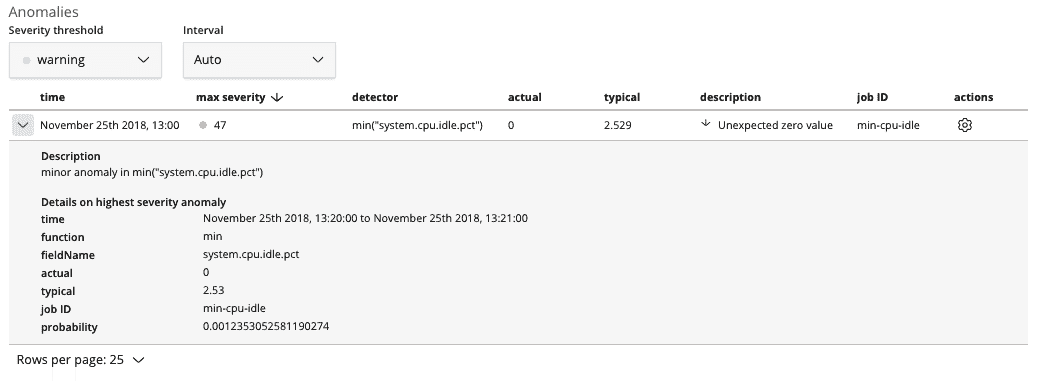 Anomalies
Severity threshold Interval
warning Auto
time max severity detector actual typical description job ID actions
November 25th 2018, 13:00 47 min("system.cpu.idle.pct") 0 2.529 Unexpected zero value min-cpu-idle
Description
minor anomaly in min("system.cpu.idle.pct")
Details on highest severity anomaly
time November 25th 2018, 13:20:00 to November 25th 2018, 13:21:00
function min
fieldName system.cpu.idle.pct
actual 0
typical 2.53
job ID min-cpu-idle
probability 0.0012353052581190274
Rows per page: 25